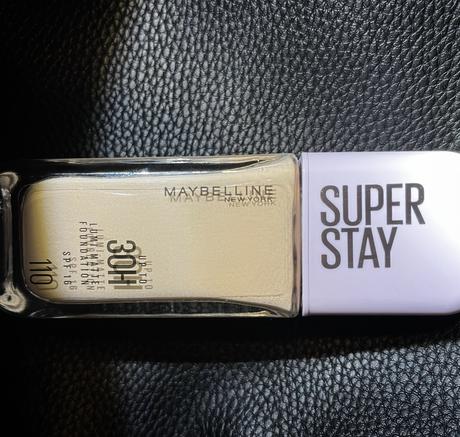 MAYBELLINE
NEW YORK
UP TO
30H
LUMI-MATTE
FOUNDATION
SPF 16
110
SUPER
STAY